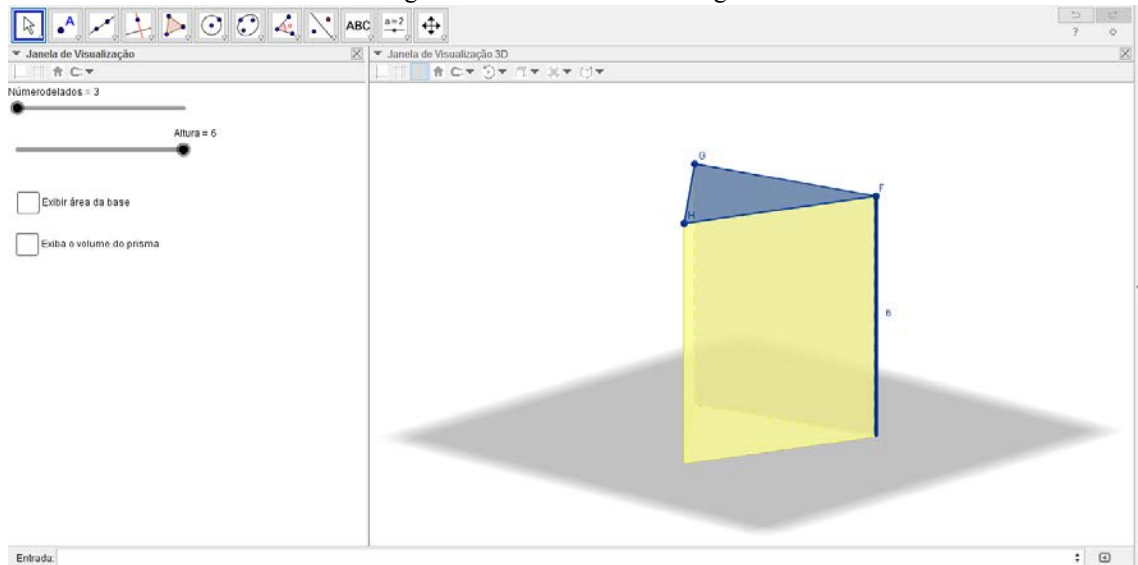 ABC
a=2
Janela de Visualização
Janela de Visualização 3D
Númerodelados = 3
Altura = 6
Exibir área da base
Exiba o volume do prisma
G
F
H
6
Entrada: